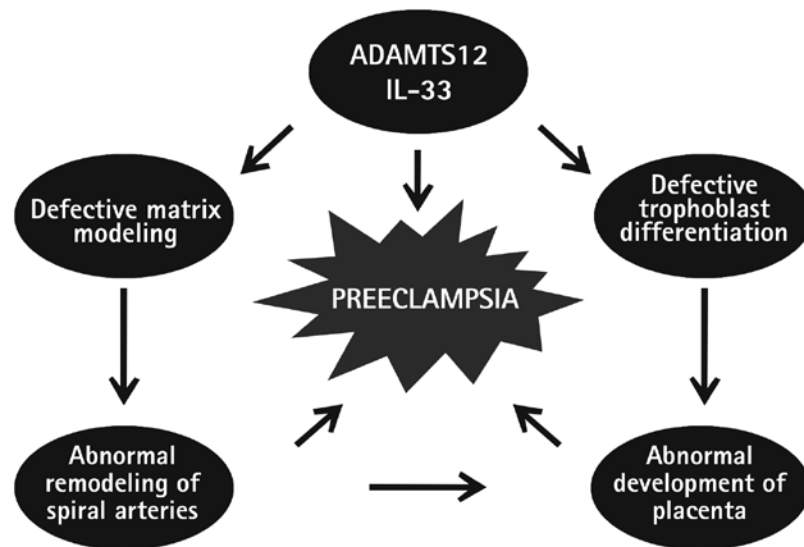 ADAMTS12
IL-33
Defective matrix
modeling
Defective
trophoblast
differentiation
PREECLAMPSIA
Abnormal
remodeling of
spiral arteries
Abnormal
development of
placenta